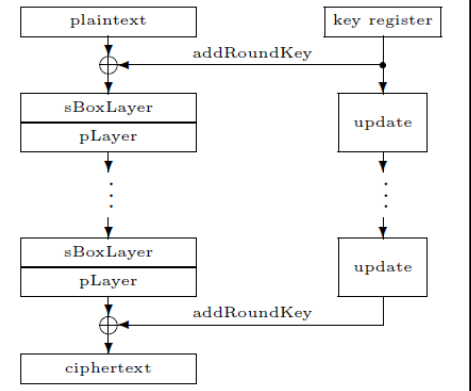 plaintext
key register
addRoundKey
sBoxLayer
pLayer
update
sBoxLayer
pLayer
update
addRoundKey
ciphertext